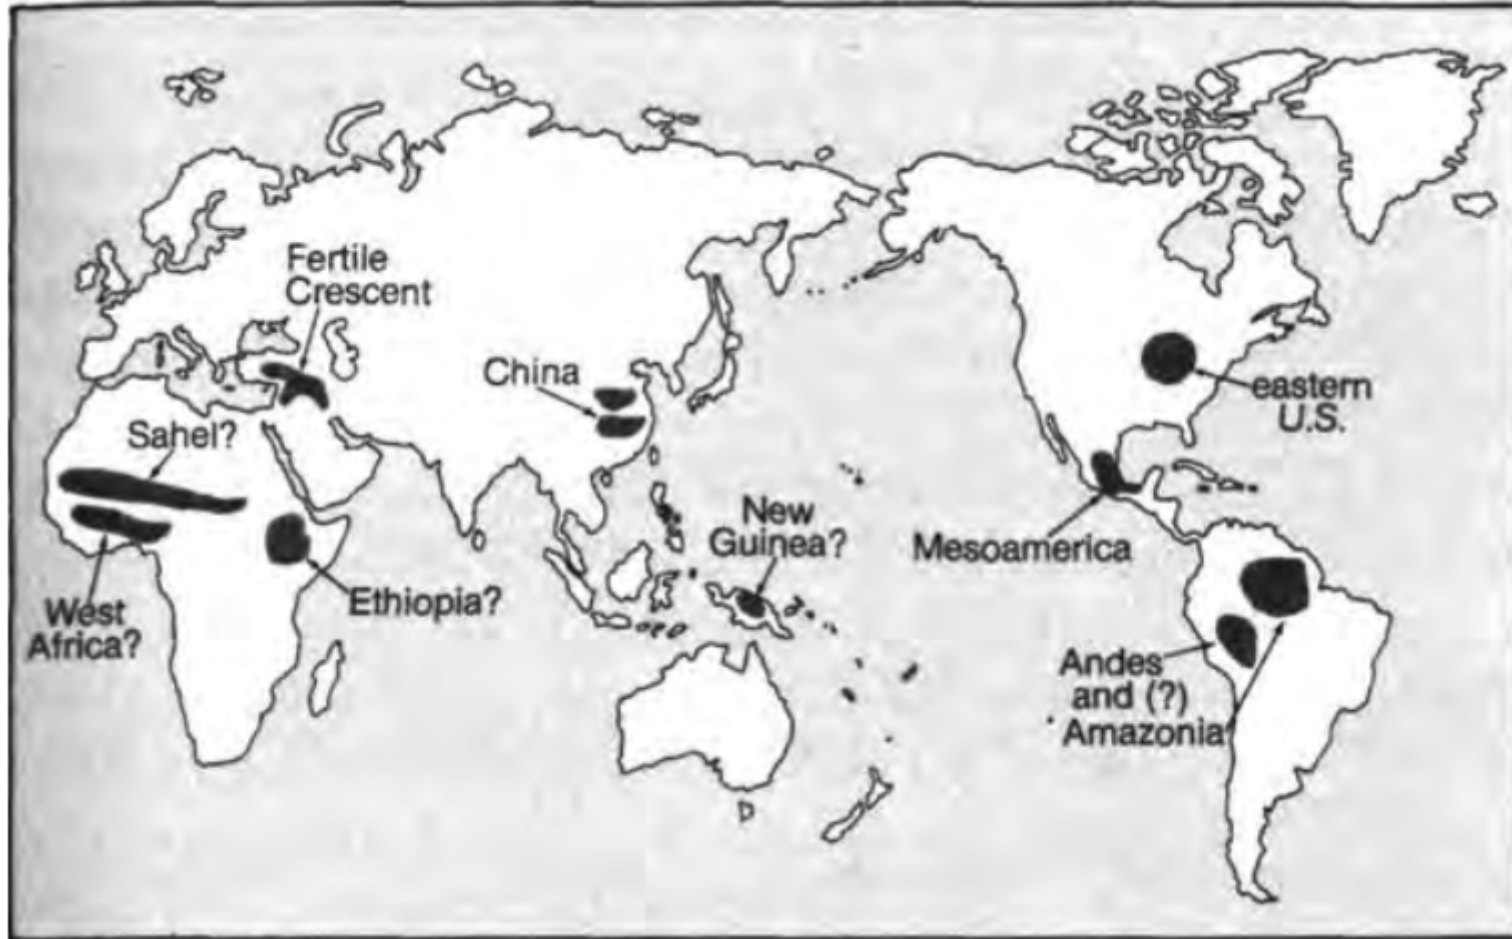 Fertile
Crescent
China
eastern
U.S.
Sahel?
New
Guinea?
Mesoamerica
West
Africa?
Ethiopia?
Andes
and (?)
Amazonia